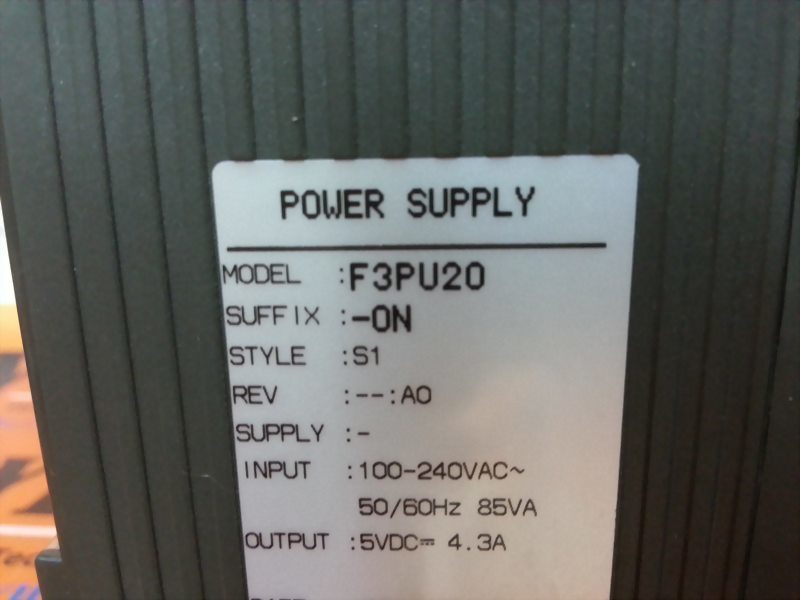 POWER SUPPLY
MODEL :F3PU20
SUFFIX :-0N
STYLE :S1
REV :--:A0
SUPPLY :-
INPUT :100-240VAC~
50/60Hz 85VA
OUTPUT :5VDC⎓ 4.3A